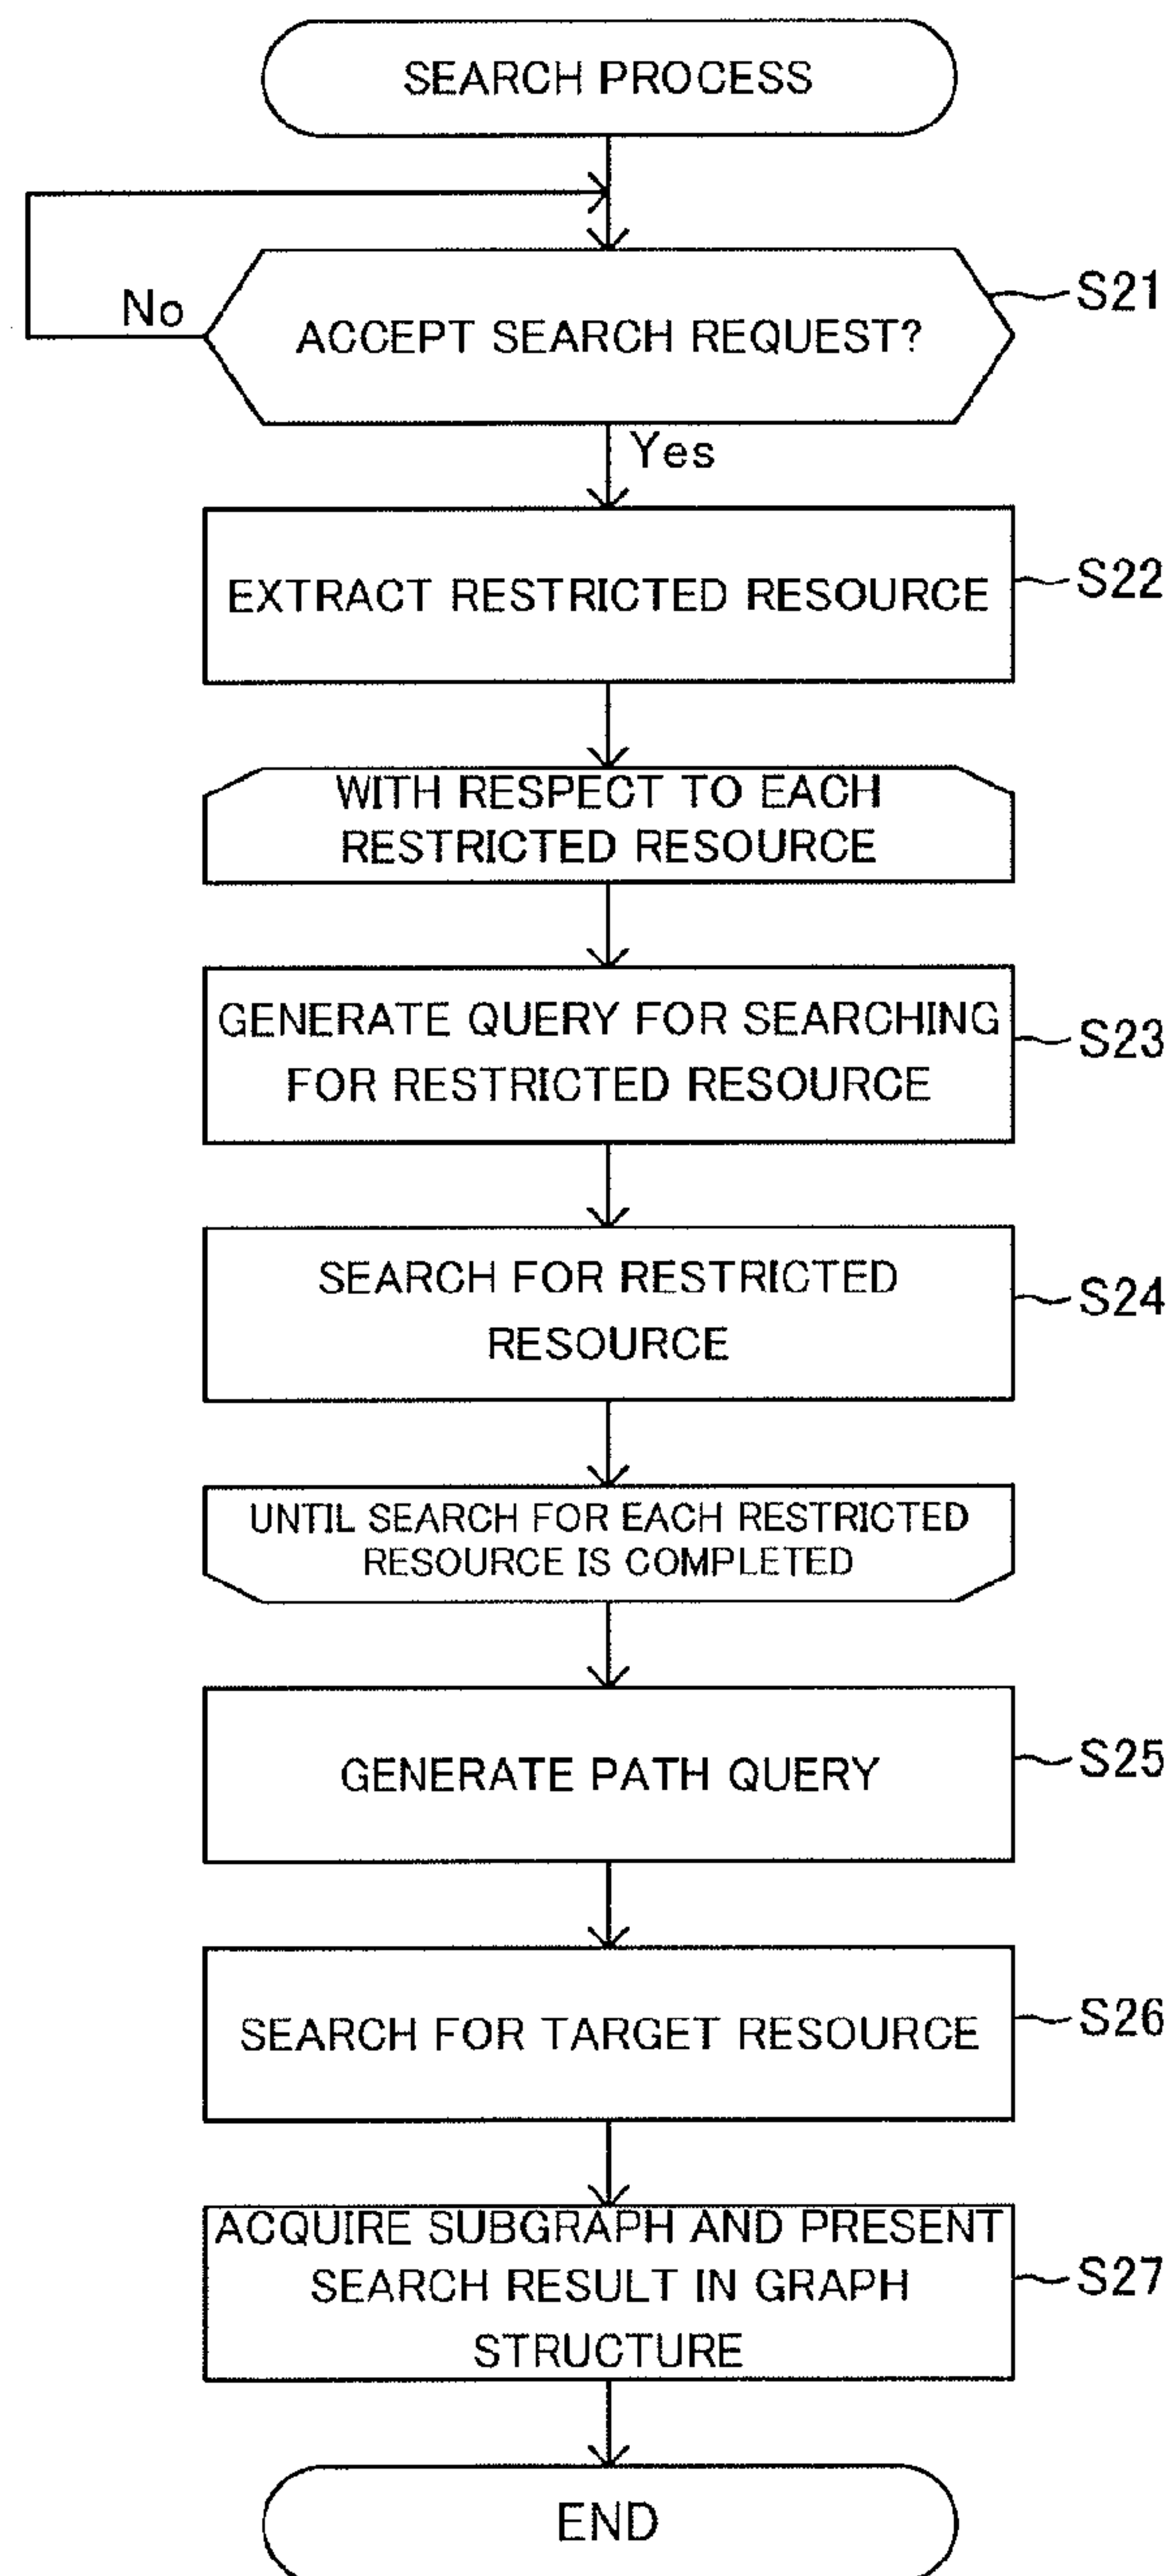 SEARCH PROCESS
No
ACCEPT SEARCH REQUEST?
S21
Yes
EXTRACT RESTRICTED RESOURCE
S22
WITH RESPECT TO EACH
RESTRICTED RESOURCE
GENERATE QUERY FOR SEARCHING
FOR RESTRICTED RESOURCE
S23
SEARCH FOR RESTRICTED
RESOURCE
S24
UNTIL SEARCH FOR EACH RESTRICTED
RESOURCE IS COMPLETED
GENERATE PATH QUERY
S25
SEARCH FOR TARGET RESOURCE
S26
ACQUIRE SUBGRAPH AND PRESENT
SEARCH RESULT IN GRAPH
STRUCTURE
S27
END